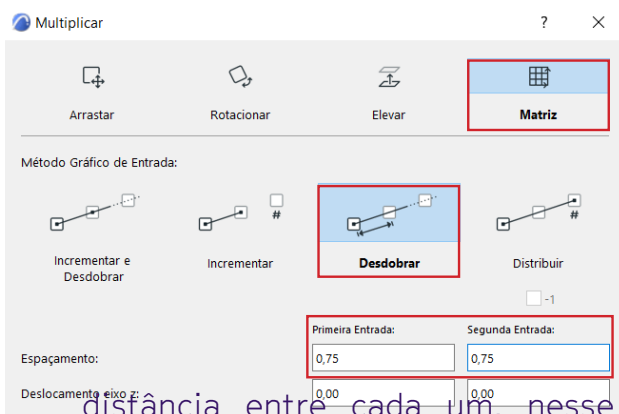 Multiplicar ? ×
Arrastar Rotacionar Elevar Matriz
Método Gráfico de Entrada:
# #
Incrementar e Desdobrar Incrementar Desdobrar Distribuir
-1
Primeira Entrada: Segunda Entrada:
Espaçamento: 0,75 0,75
Deslocamento eixo z: 0,00 0,00
distância entre cada um, nesse